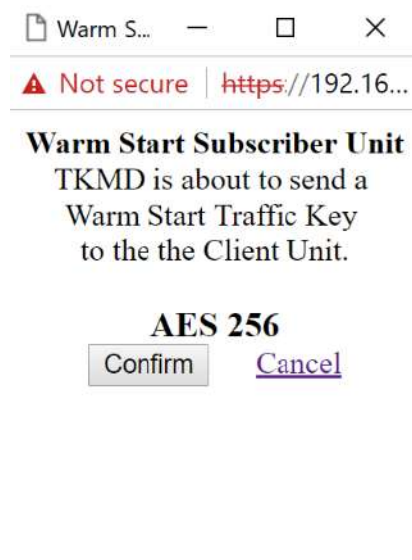 Warm S...
Not secure https://192.16...
Warm Start Subscriber Unit
TKMD is about to send a
Warm Start Traffic Key
to the the Client Unit.
AES 256
Confirm Cancel